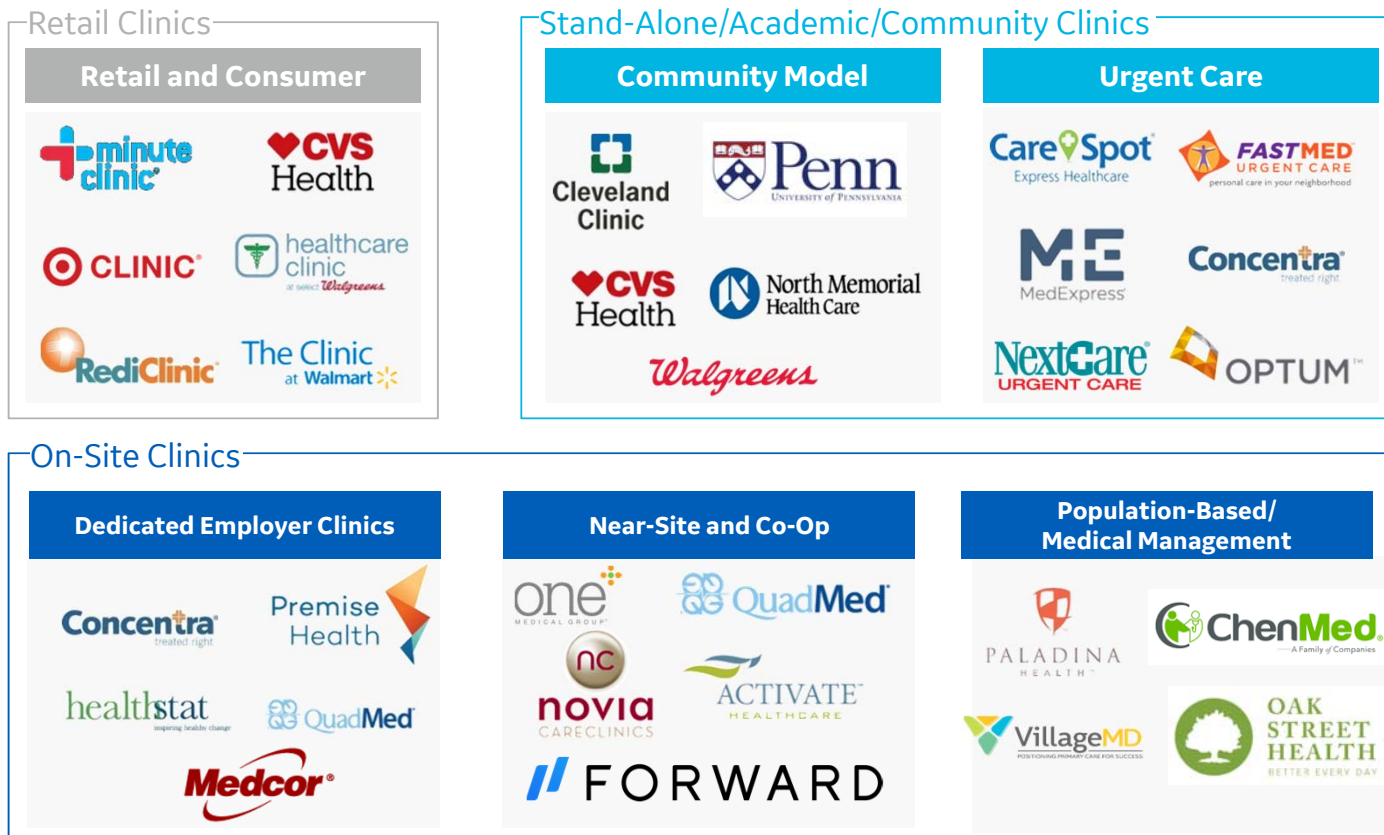 Retail Clinics
Retail and Consumer
minute
clinic
CVS
Health
CLINIC
healthcare
clinic
at select Walgreens
RediClinic
The Clinic
at Walmart
Stand-Alone/Academic/Community Clinics
Community Model
Cleveland
Clinic
Penn
UNIVERSITY of PENNSYLVANIA
CVS
Health
North Memorial
Health Care
Walgreens
Urgent Care
CareSpot
Express Healthcare
FASTMED
URGENT CARE
personal care in your neighborhood
ME
MedExpress
Concentra
treated right
NextCare
URGENT CARE
OPTUM™
On-Site Clinics
Dedicated Employer Clinics
Concentra
treated right
Premise
Health
healthstat
inspiring healthy change
QuadMed
Medcor®
Near-Site and Co-Op
one
MEDICAL GROUP
QuadMed
nc
novia
CARECLINICS
ACTIVATE
HEALTHCARE
FORWARD
Population-Based/
Medical Management
PALADINA
HEALTH™
ChenMed
A Family of Companies
VillageMD
POSITIONING PRIMARY CARE FOR SUCCESS
OAK
STREET
HEALTH
BETTER EVERY DAY